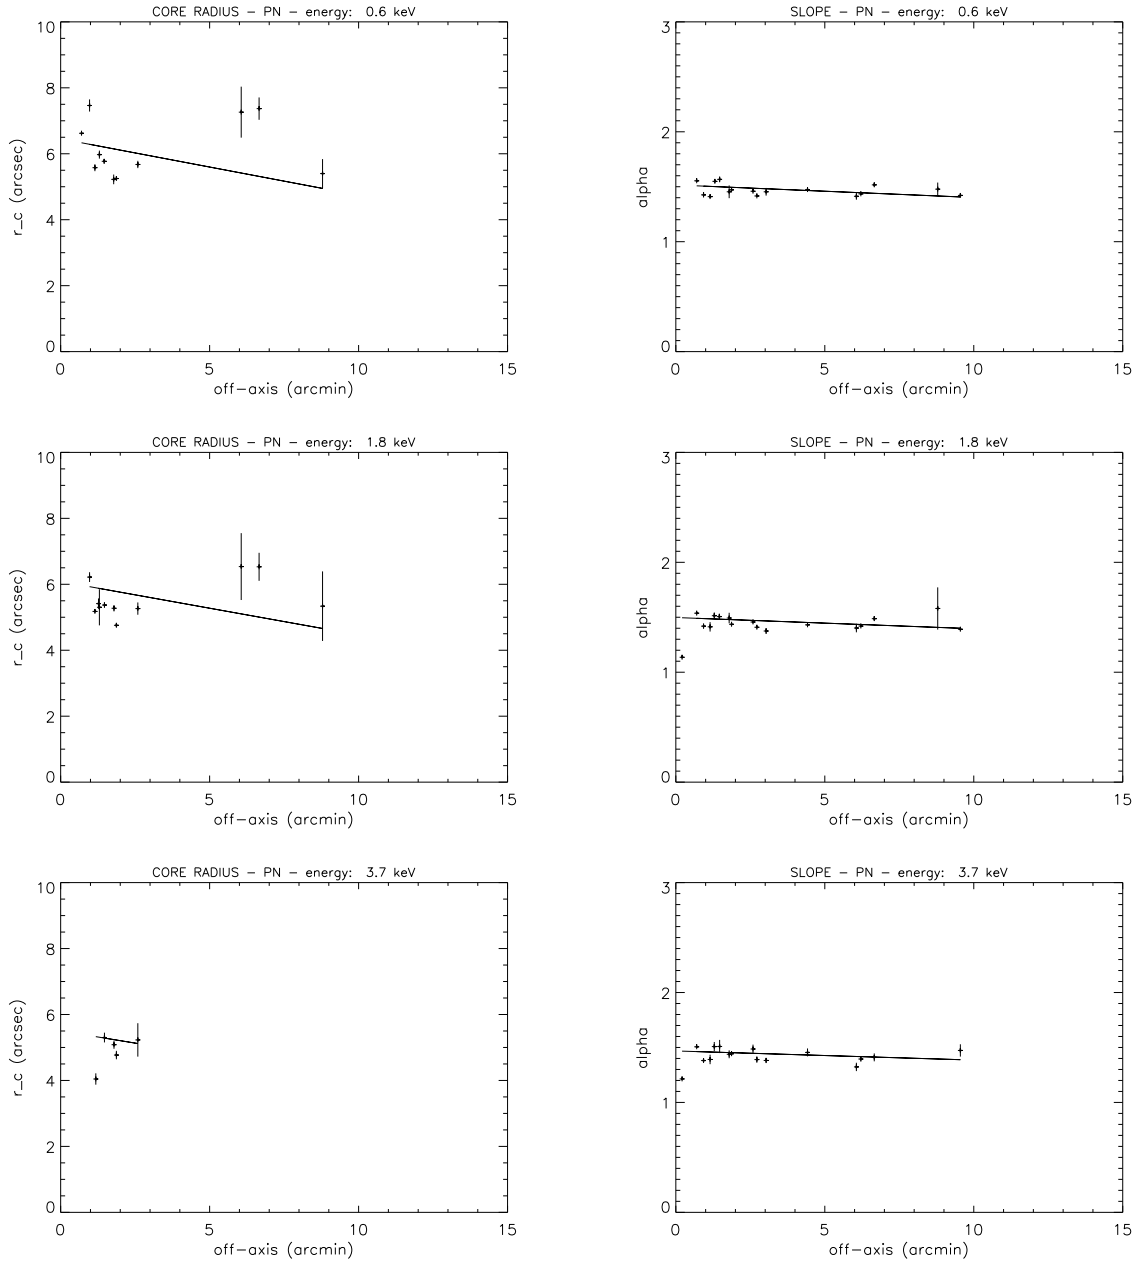 CORE RADIUS - PN - energy: 0.6 keV
10
8
6
4
2
0
r_c (arcsec)
0 5 10 15
off-axis (arcmin)
SLOPE - PN - energy: 0.6 keV
3
2
1
0
alpha
0 5 10 15
off-axis (arcmin)
CORE RADIUS - PN - energy: 1.8 keV
10
8
6
4
2
0
r_c (arcsec)
0 5 10 15
off-axis (arcmin)
SLOPE - PN - energy: 1.8 keV
3
2
1
0
alpha
0 5 10 15
off-axis (arcmin)
CORE RADIUS - PN - energy: 3.7 keV
10
8
6
4
2
0
r_c (arcsec)
0 5 10 15
off-axis (arcmin)
SLOPE - PN - energy: 3.7 keV
3
2
1
0
alpha
0 5 10 15
off-axis (arcmin)